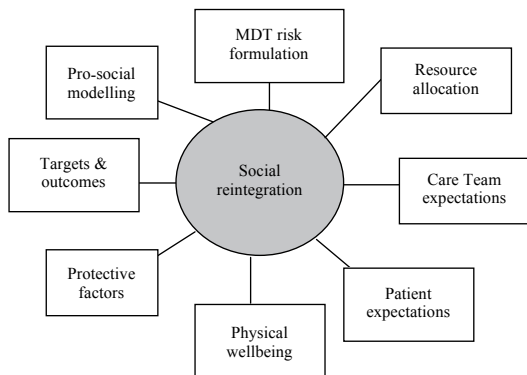 MDT risk
formulation
Pro-social
modelling
Resource
allocation
Targets &
outcomes
Social
reintegration
Care Team
expectations
Protective
factors
Patient
expectations
Physical
wellbeing